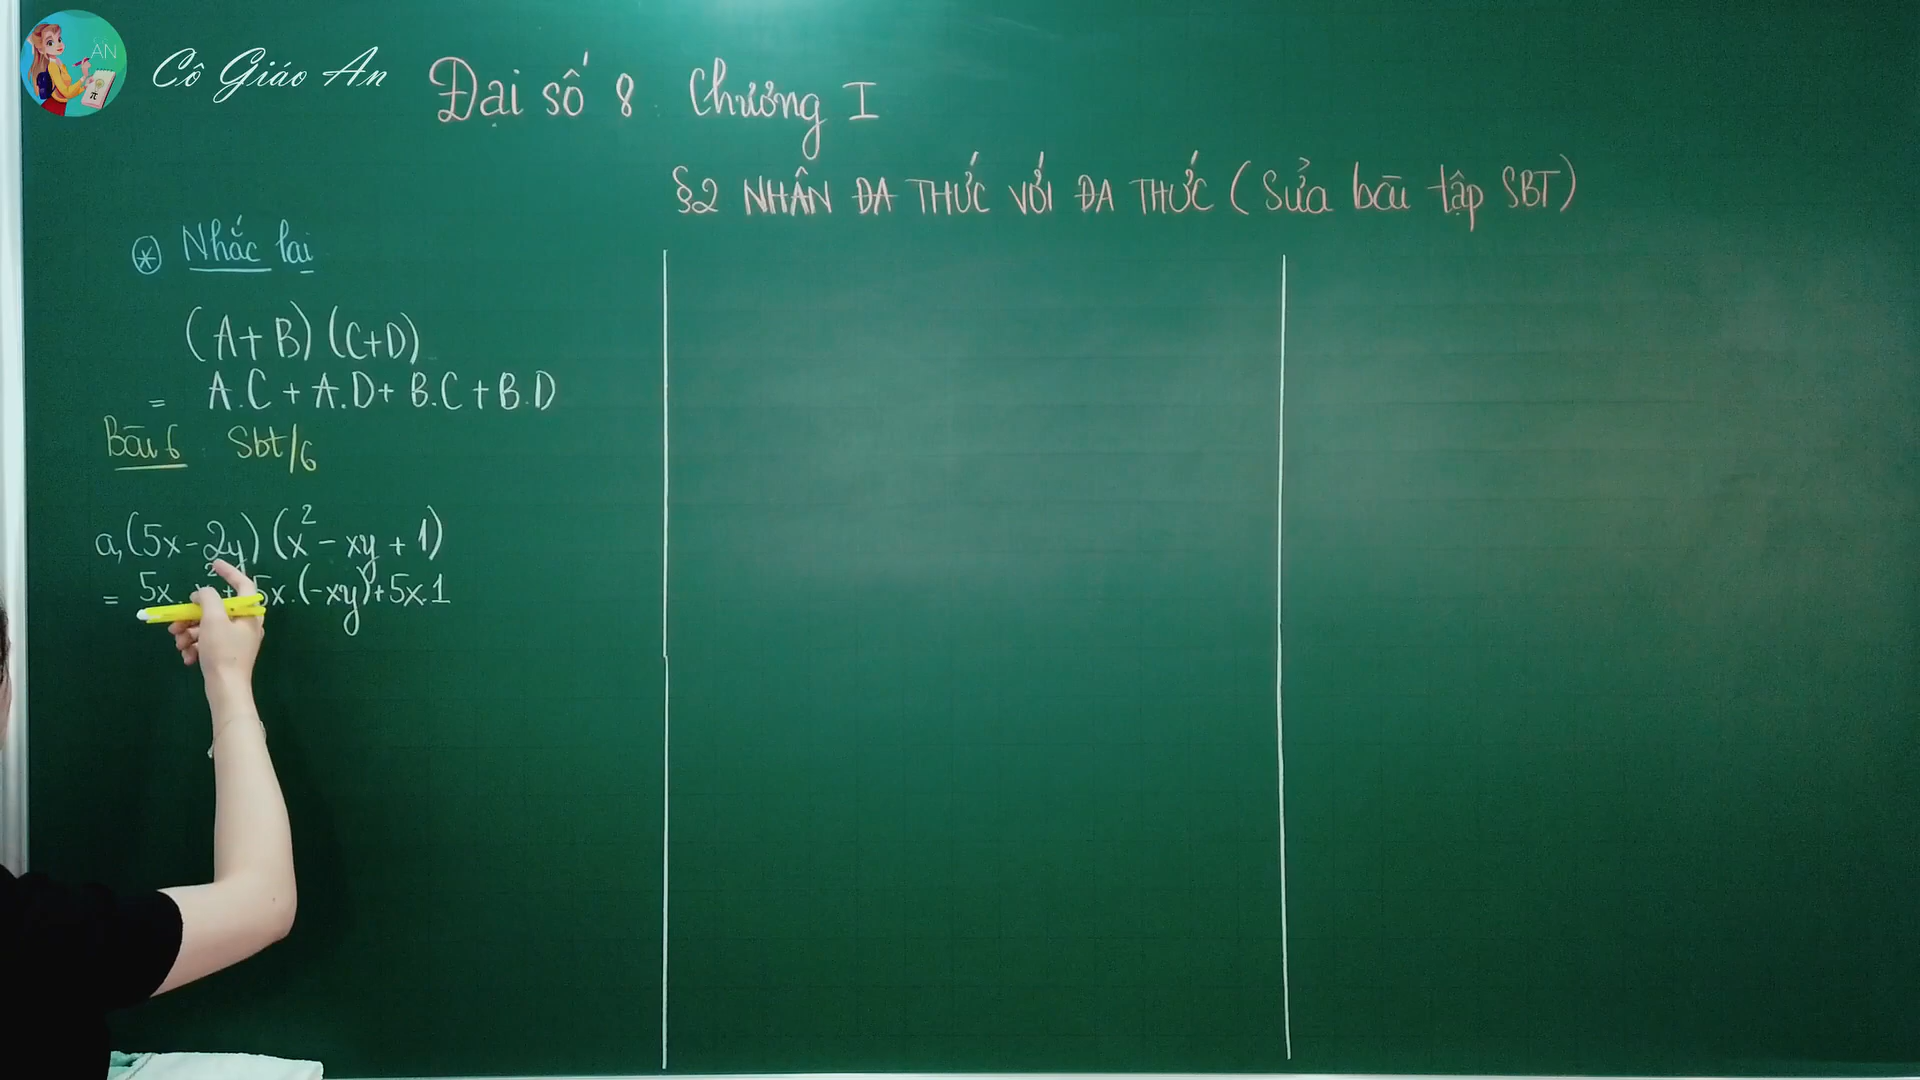 AN
Cô Giáo An
Đại số 8 Chương I
§2 NHÂN ĐA THỨC VỚI ĐA THỨC (Sửa bài tập SBT)
* Nhắc lại
(A+B)(C+D)
= A.C + A.D + B.C + B.D
Bài 6 Sbt/6
a, (5x-2y)(x² - xy + 1)
= 5x. x² + 5x.(-xy)+5x.1